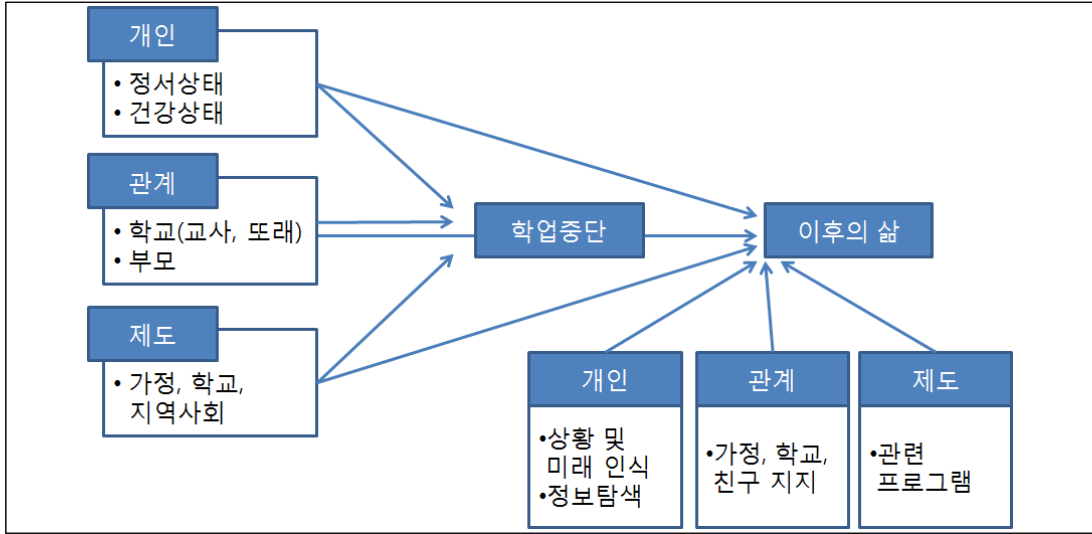 개인
• 정서상태
• 건강상태
관계
• 학교(교사, 또래)
• 부모
제도
• 가정, 학교,
지역사회
학업중단
이후의 삶
개인
•상황 및
미래 인식
•정보탐색
관계
•가정, 학교,
친구 지지
제도
•관련
프로그램